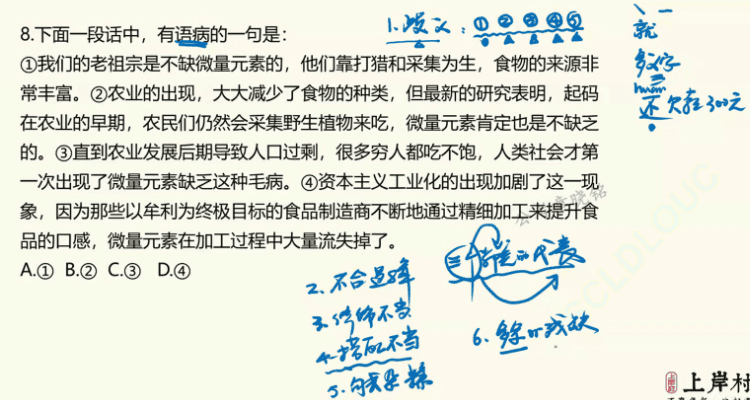 8.下面一段话中，有语病的一句是：
①我们的老祖宗是不缺微量元素的，他们靠打猎和采集为生，食物的来源非
常丰富。②农业的出现，大大减少了食物的种类，但最新的研究表明，起码
在农业的早期，农民们仍然会采集野生植物来吃，微量元素肯定也是不缺乏
的。③直到农业发展后期导致人口过剩，很多穷人都吃不饱，人类社会才第
一次出现了微量元素缺乏这种毛病。④资本主义工业化的出现加剧了这一现
象，因为那些以牟利为终极目标的食品制造商不断地通过精细加工来提升食
品的口感，微量元素在加工过程中大量流失掉了。
A.① B.② C.③ D.④
1.歧义：①②③④⑤
就
多义字
还欠款300元
2.不合逻辑
3.修饰不当
4.搭配不当
5.句式杂糅
6.多余/残缺
三
的代表
上岸村